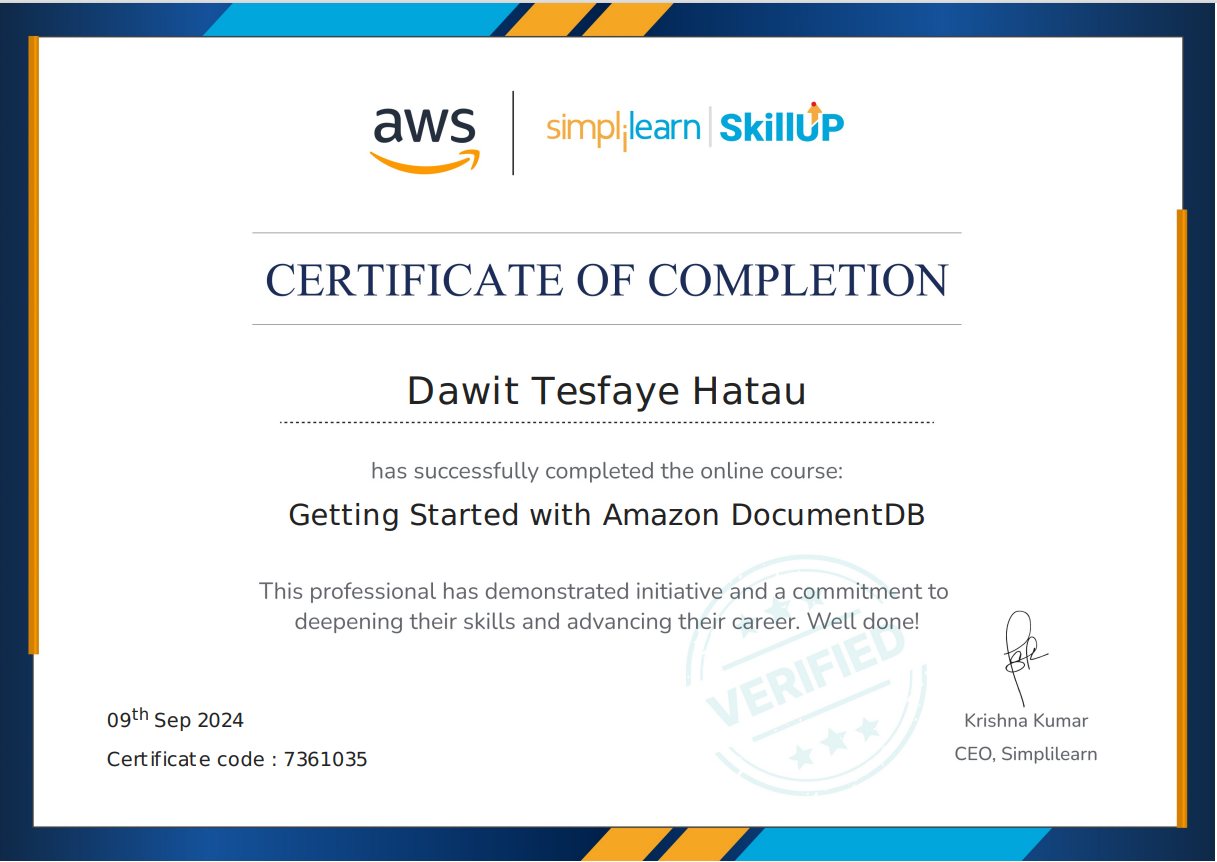 aws
simplilearn SkillUP
CERTIFICATE OF COMPLETION
Dawit Tesfaye Hatau
has successfully completed the online course:
Getting Started with Amazon DocumentDB
This professional has demonstrated initiative and a commitment to
deepening their skills and advancing their career. Well done!
VERIFIED
09th Sep 2024
Certificate code : 7361035
Krishna Kumar
CEO, Simplilearn